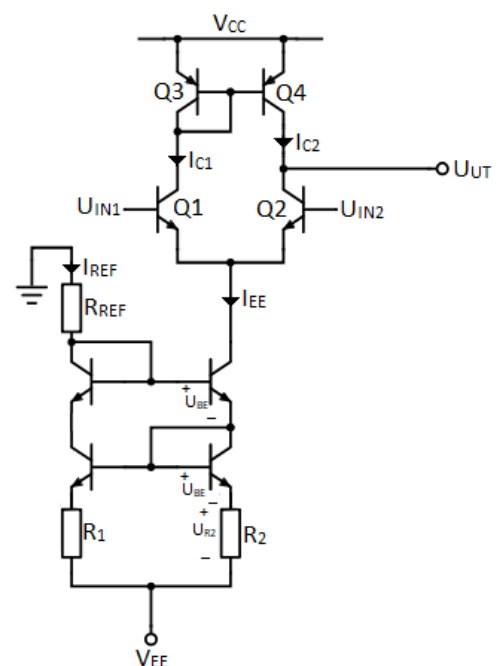 VCC
Q3
Q4
IC1
IC2
UUT
UIN1
Q1
Q2
UIN2
IREF
RREF
IEE
+
UBE
−
+
UBE
−
R1
+
UR2
−
R2
VEE